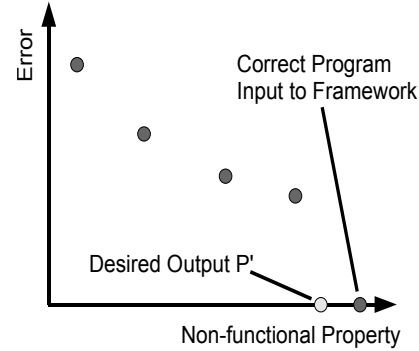 Error
Correct Program
Input to Framework
Desired Output P'
Non-functional Property